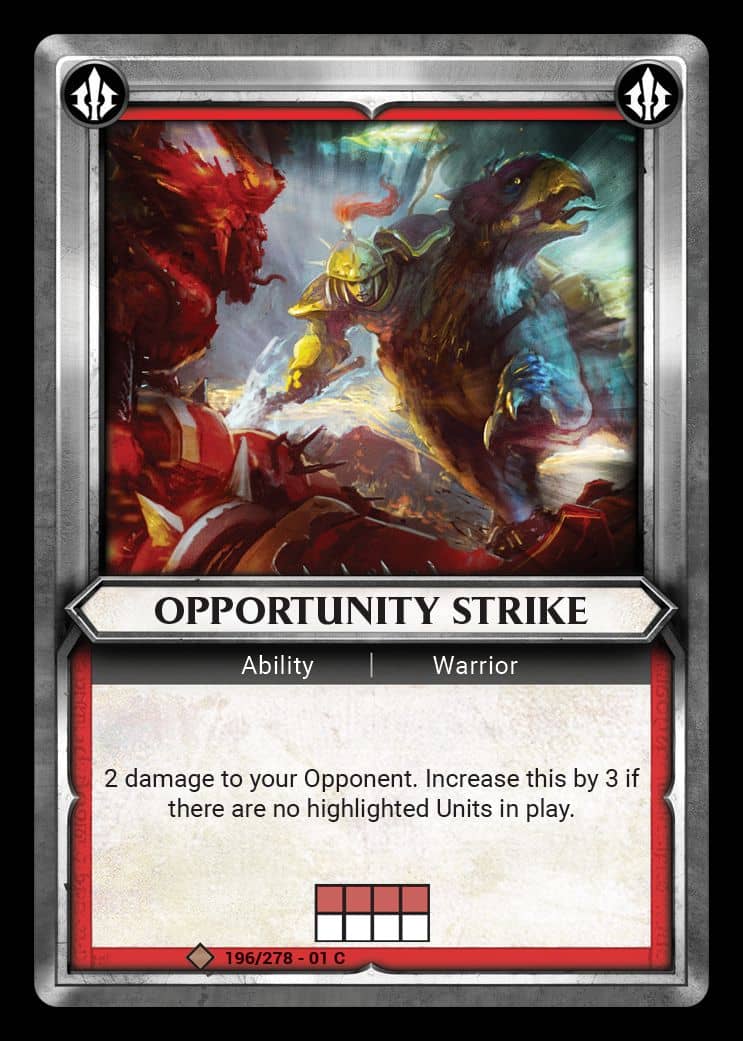 OPPORTUNITY STRIKE
Ability | Warrior
2 damage to your Opponent. Increase this by 3 if
there are no highlighted Units in play.
196/278 - 01 C